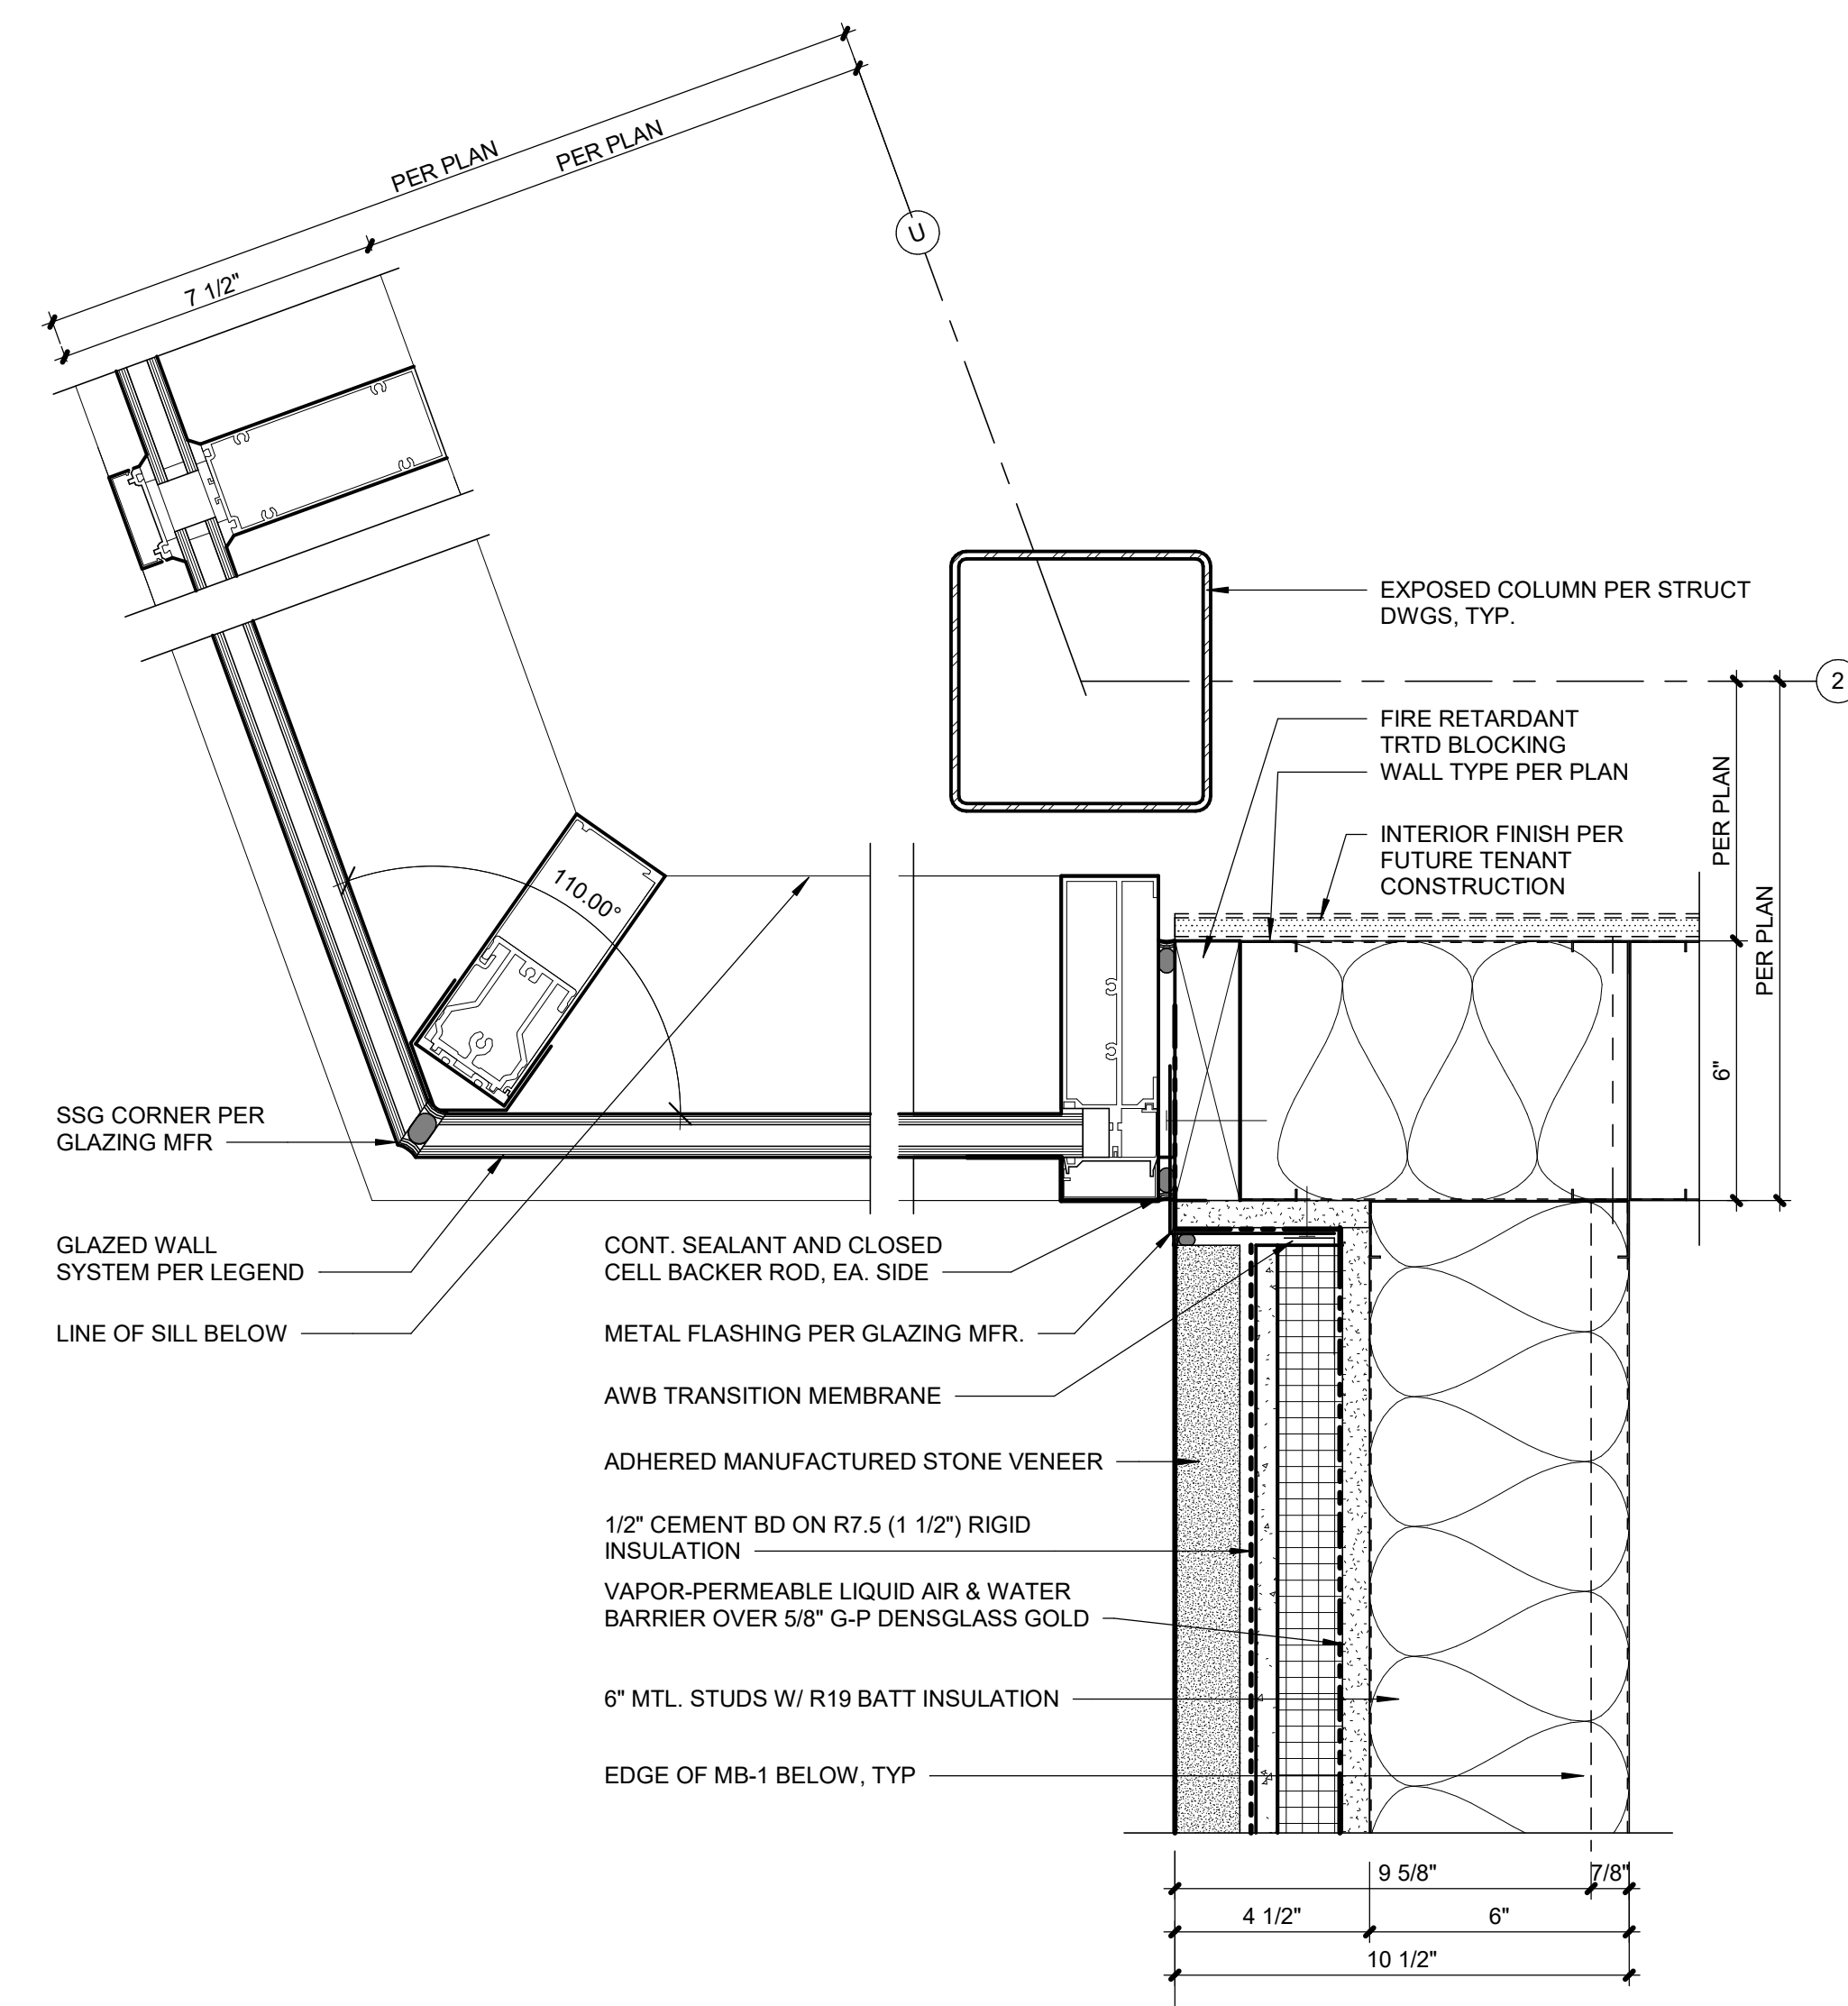 PER PLAN
PER PLAN
7 1/2"
U
EXPOSED COLUMN PER STRUCT
DWGS, TYP.
2
FIRE RETARDANT
TRTD BLOCKING
WALL TYPE PER PLAN
PER PLAN
INTERIOR FINISH PER
FUTURE TENANT
CONSTRUCTION
110.00°
PER PLAN
6"
SSG CORNER PER
GLAZING MFR
GLAZED WALL
SYSTEM PER LEGEND
LINE OF SILL BELOW
CONT. SEALANT AND CLOSED
CELL BACKER ROD, EA. SIDE
METAL FLASHING PER GLAZING MFR.
AWB TRANSITION MEMBRANE
ADHERED MANUFACTURED STONE VENEER
1/2" CEMENT BD ON R7.5 (1 1/2") RIGID
INSULATION
VAPOR-PERMEABLE LIQUID AIR & WATER
BARRIER OVER 5/8" G-P DENSGLASS GOLD
6" MTL. STUDS W/ R19 BATT INSULATION
EDGE OF MB-1 BELOW, TYP
9 5/8"
7/8"
4 1/2"
6"
10 1/2"